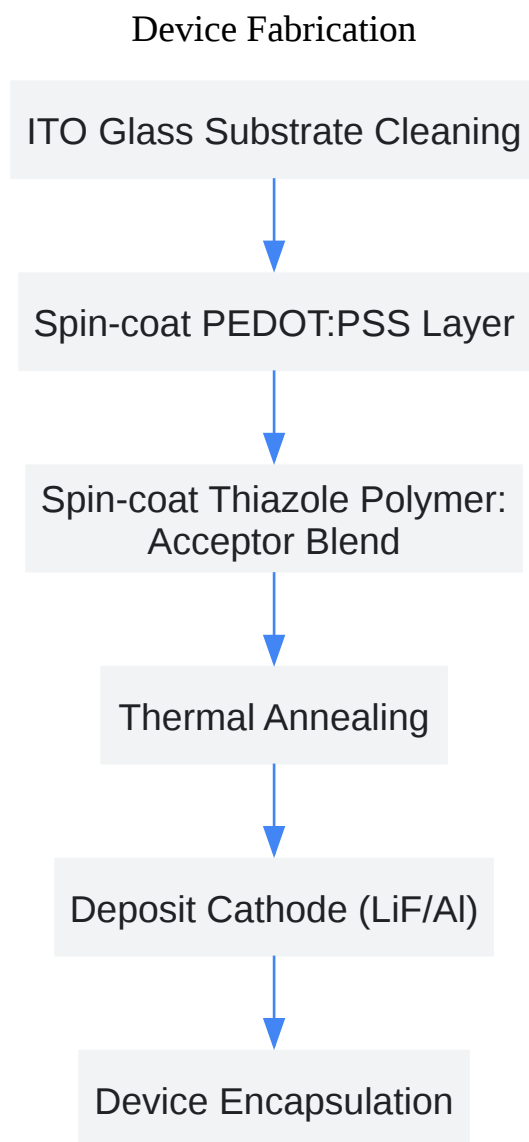 Device Fabrication
ITO Glass Substrate Cleaning
Spin-coat PEDOT:PSS Layer
Spin-coat Thiazole Polymer:
Acceptor Blend
Thermal Annealing
Deposit Cathode (LiF/Al)
Device Encapsulation